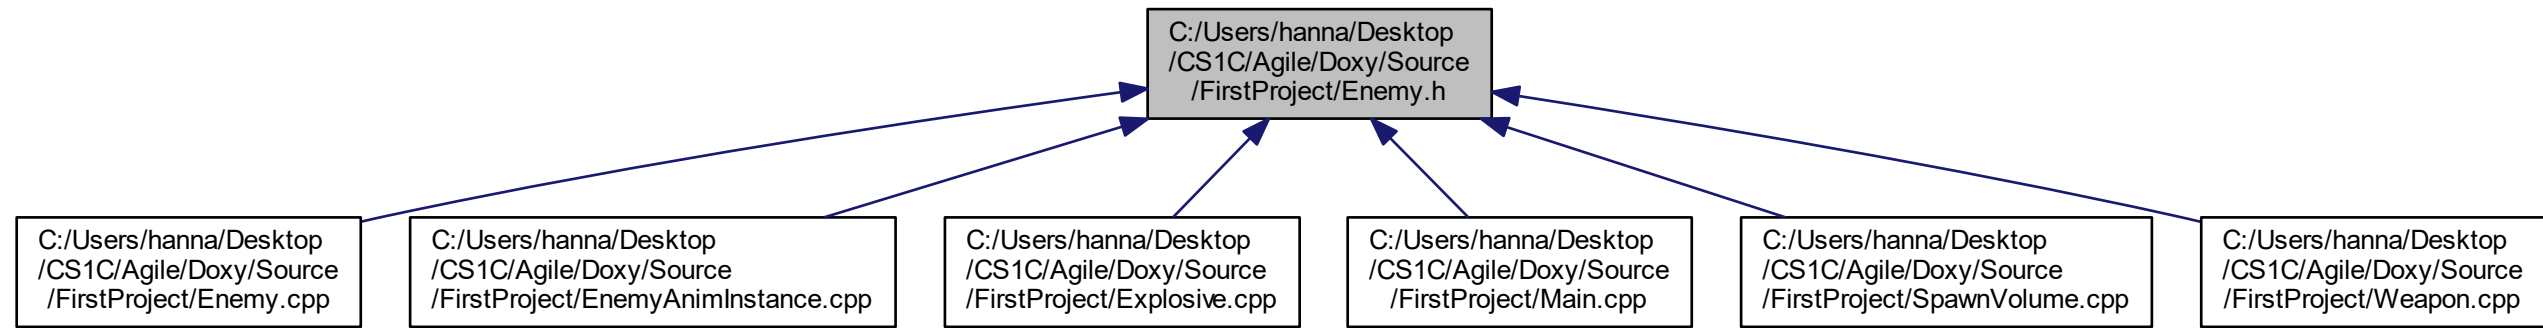 C:/Users/hanna/Desktop
/CS1C/Agile/Doxy/Source
/FirstProject/Enemy.h
C:/Users/hanna/Desktop
/CS1C/Agile/Doxy/Source
/FirstProject/Enemy.cpp
C:/Users/hanna/Desktop
/CS1C/Agile/Doxy/Source
/FirstProject/EnemyAnimInstance.cpp
C:/Users/hanna/Desktop
/CS1C/Agile/Doxy/Source
/FirstProject/Explosive.cpp
C:/Users/hanna/Desktop
/CS1C/Agile/Doxy/Source
/FirstProject/Main.cpp
C:/Users/hanna/Desktop
/CS1C/Agile/Doxy/Source
/FirstProject/SpawnVolume.cpp
C:/Users/hanna/Desktop
/CS1C/Agile/Doxy/Source
/FirstProject/Weapon.cpp